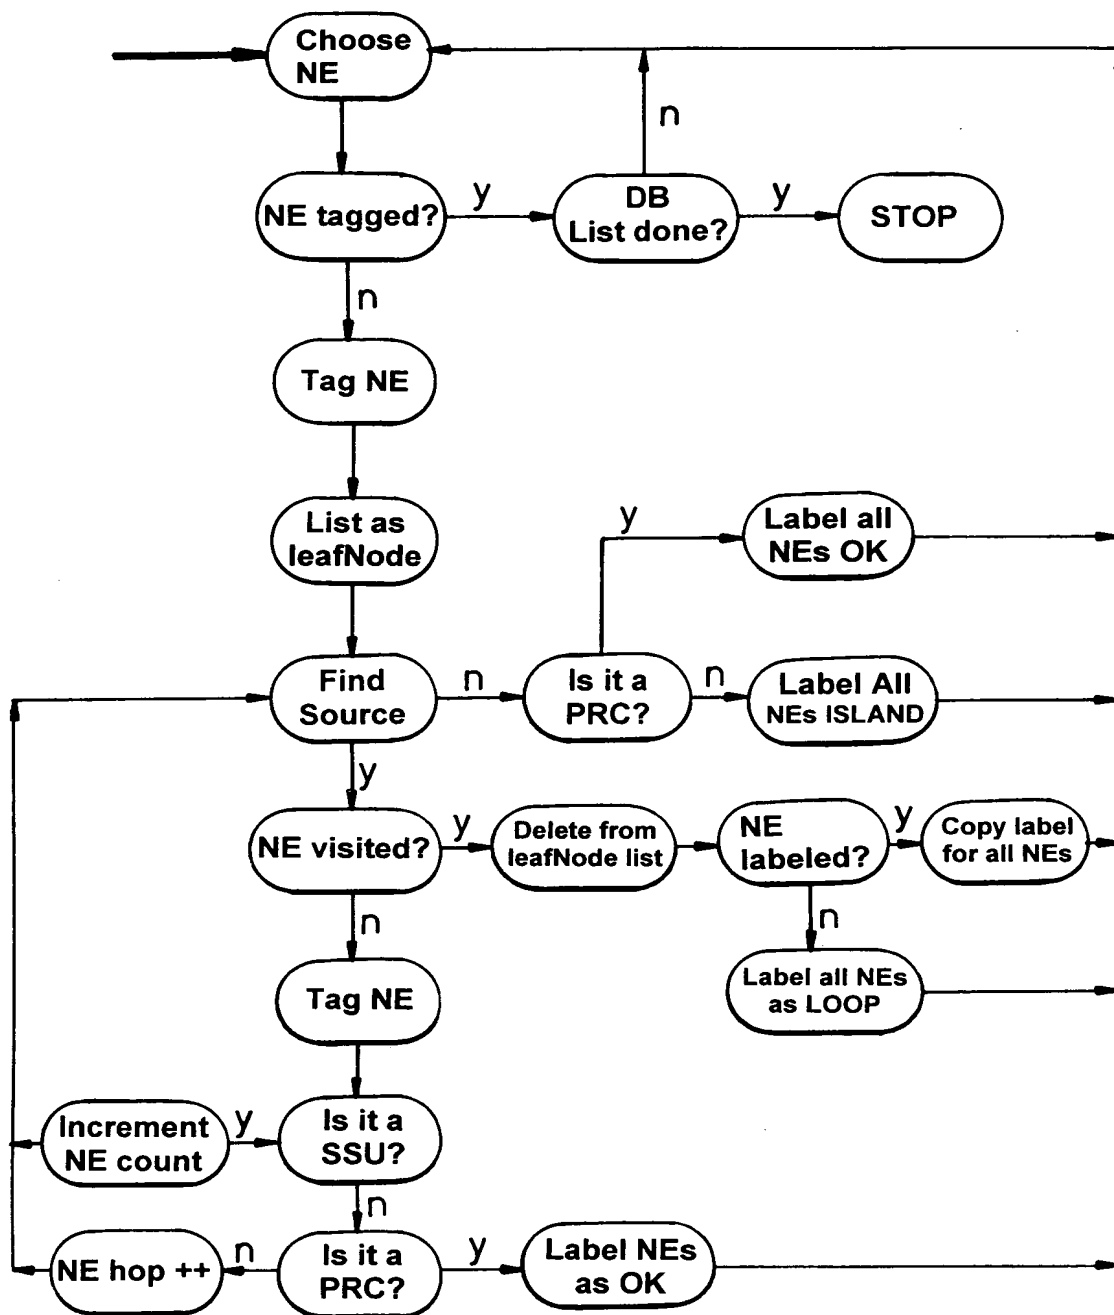 Choose
NE
n
NE tagged?
y
DB
List done?
y
STOP
n
Tag NE
List as
leafNode
y
Label all
NEs OK
Find
Source
n
Is it a
PRC?
n
Label All
NEs ISLAND
y
NE visited?
y
Delete from
leafNode list
NE
labeled?
y
Copy label
for all NEs
n
n
Tag NE
Label all NEs
as LOOP
Increment
NE count
y
Is it a
SSU?
n
NE hop ++
n
Is it a
PRC?
y
Label NEs
as OK